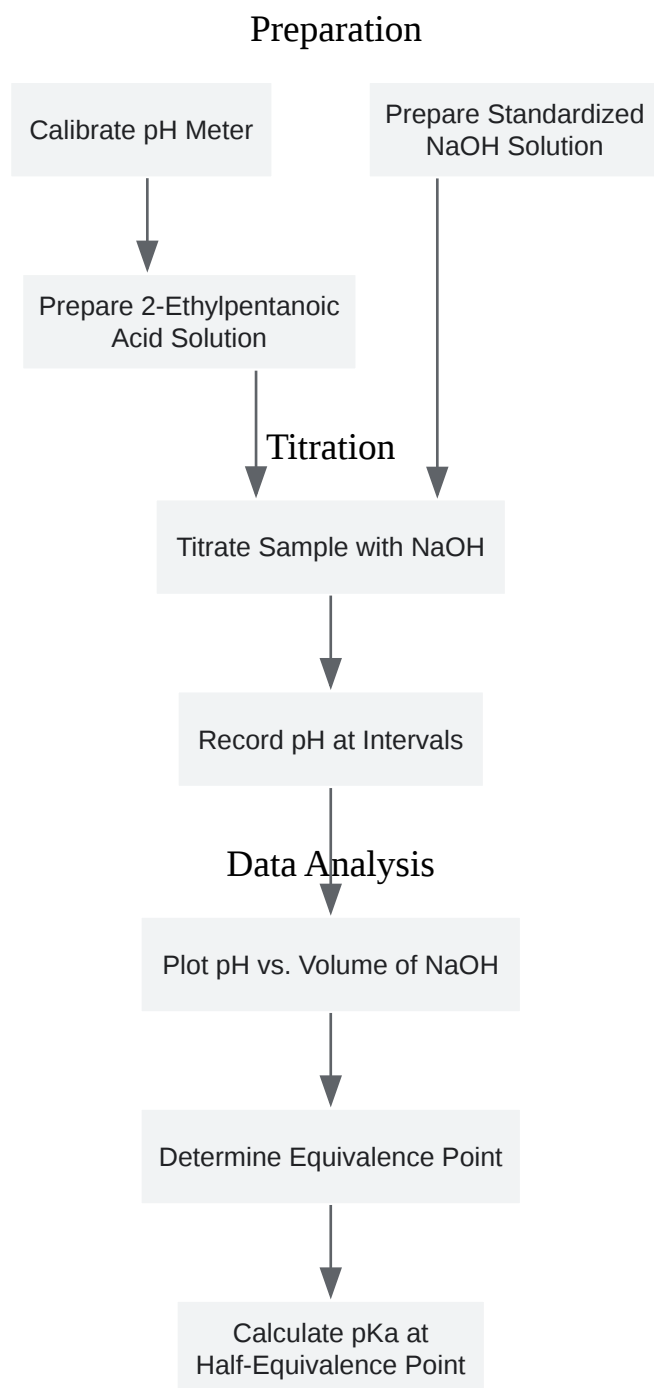 Preparation
Calibrate pH Meter
Prepare Standardized
NaOH Solution
Prepare 2-Ethylpentanoic
Acid Solution
Titration
Titrate Sample with NaOH
Record pH at Intervals
Data Analysis
Plot pH vs. Volume of NaOH
Determine Equivalence Point
Calculate pKa at
Half-Equivalence Point